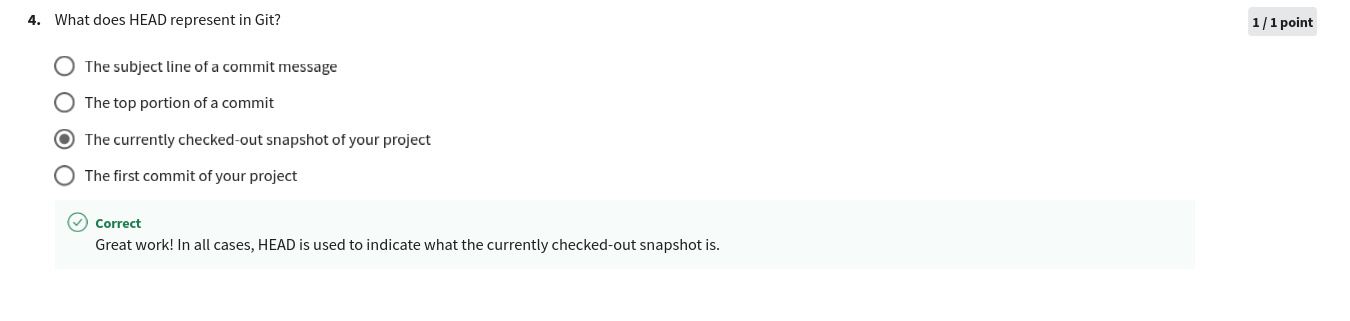 4. What does HEAD represent in Git?
1 / 1 point
The subject line of a commit message
The top portion of a commit
The currently checked-out snapshot of your project
The first commit of your project
Correct
Great work! In all cases, HEAD is used to indicate what the currently checked-out snapshot is.